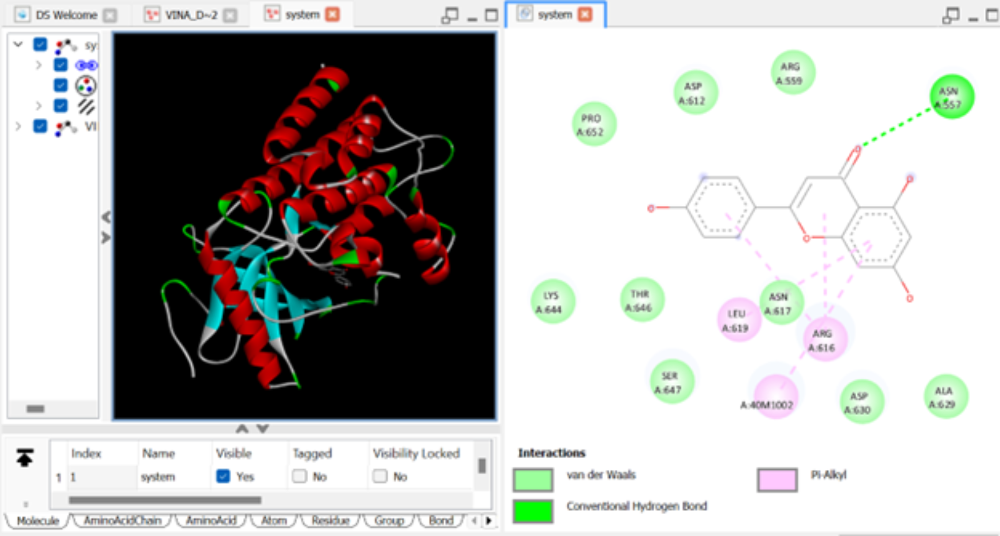 DS Welcome
VINA_D~2
system
system
sy
VI
ARG
A:559
ASP
A:612
ASN
A:557
PRO
A:652
O
O
O
O
O
LYS
A:644
THR
A:646
ASN
A:617
LEU
A:619
ARG
A:616
SER
A:647
A:40M1002
ASP
A:630
ALA
A:629
Index Name Visible Tagged Visibility Locked
1 1 system Yes No No
Molecule AminoAcidChain AminoAcid Atom Residue Group Bond
Interactions
van der Waals
Conventional Hydrogen Bond
Pi-Alkyl